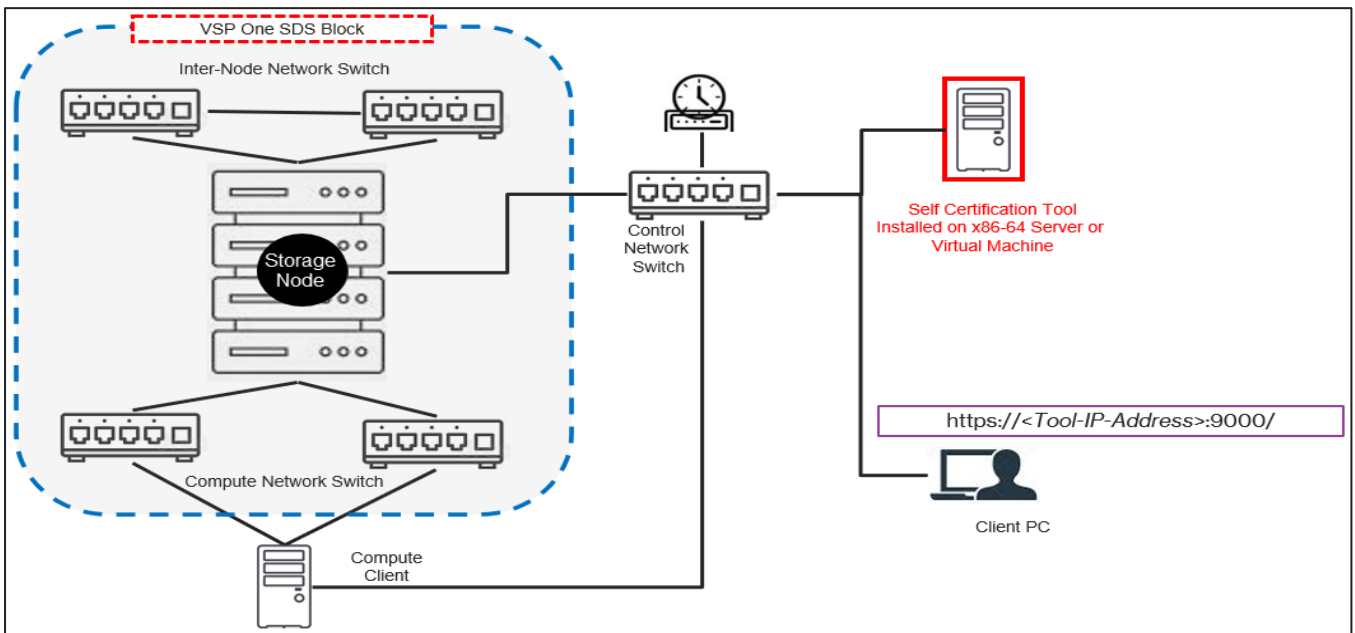 VSP One SDS Block
Inter-Node Network Switch
Storage
Node
Compute Network Switch
Compute
Client
Control
Network
Switch
Self Certification Tool
Installed on x86-64 Server or
Virtual Machine
https://<Tool-IP-Address>:9000/
Client PC